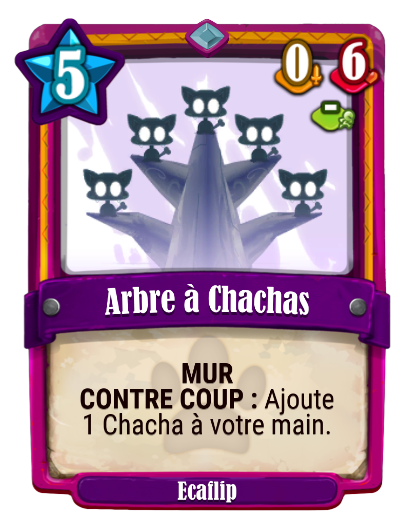 5
0 6
Arbre à Chachas
MUR
CONTRE COUP : Ajoute
1 Chacha à votre main.
Ecaflip